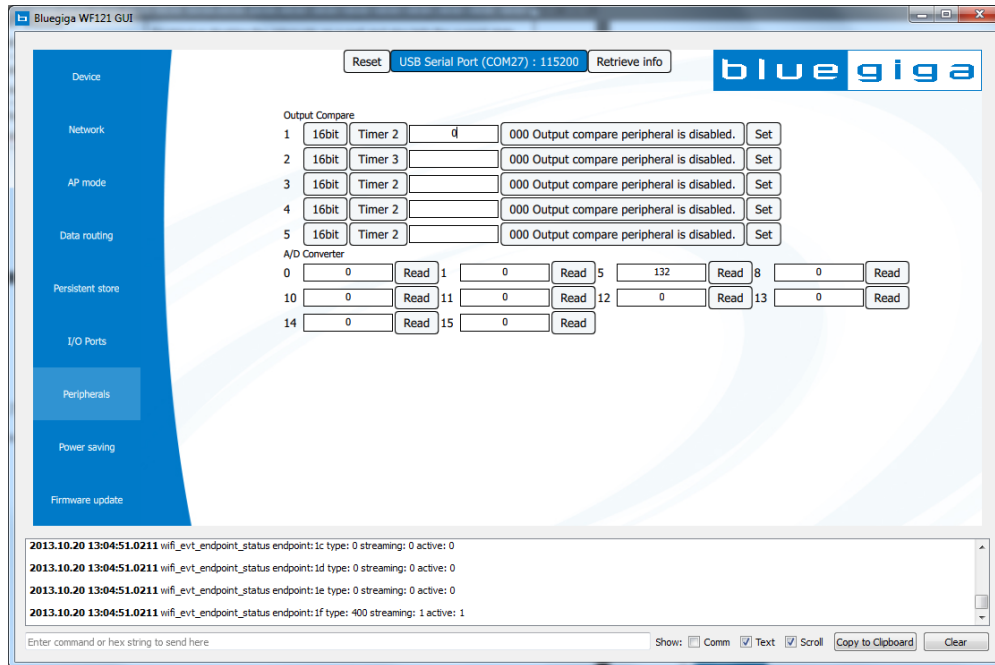 Bluegiga WF121 GUI
Reset USB Serial Port (COM27) : 115200 Retrieve info
bluegiga
Device
Network
AP mode
Data routing
Persistent store
I/O Ports
Peripherals
Power saving
Firmware update
Output Compare
1 16bit Timer 2 0 000 Output compare peripheral is disabled. Set
2 16bit Timer 3 000 Output compare peripheral is disabled. Set
3 16bit Timer 2 000 Output compare peripheral is disabled. Set
4 16bit Timer 2 000 Output compare peripheral is disabled. Set
5 16bit Timer 2 000 Output compare peripheral is disabled. Set
A/D Converter
0 0 Read 1 0 Read 5 132 Read 8 0 Read
10 0 Read 11 0 Read 12 0 Read 13 0 Read
14 0 Read 15 0 Read
2013.10.20 13:04:51.0211 wifi_evt_endpoint_status endpoint:1c type: 0 streaming: 0 active: 0
2013.10.20 13:04:51.0211 wifi_evt_endpoint_status endpoint:1d type: 0 streaming: 0 active: 0
2013.10.20 13:04:51.0211 wifi_evt_endpoint_status endpoint:1e type: 0 streaming: 0 active: 0
2013.10.20 13:04:51.0211 wifi_evt_endpoint_status endpoint:1f type: 400 streaming: 1 active: 1
Enter command or hex string to send here Show: Comm Text Scroll Copy to Clipboard Clear